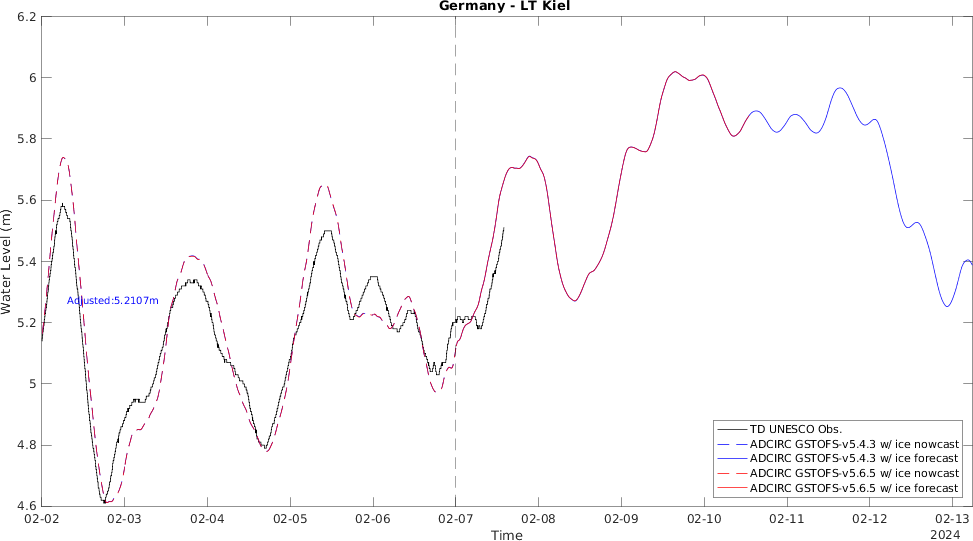 Germany - LT Kiel
6.2
6
5.8
5.6
5.4
5.2
5
4.8
4.6
Water Level (m)
Adjusted:5.2107m
TD UNESCO Obs.
ADCIRC GSTOFS-v5.4.3 w/ ice nowcast
ADCIRC GSTOFS-v5.4.3 w/ ice forecast
ADCIRC GSTOFS-v5.6.5 w/ ice nowcast
ADCIRC GSTOFS-v5.6.5 w/ ice forecast
02-02 02-03 02-04 02-05 02-06 02-07 02-08 02-09 02-10 02-11 02-12 02-13
Time
2024